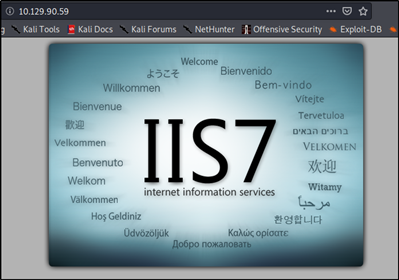 10.129.90.59
Kali Tools Kali Docs Kali Forums NetHunter Offensive Security Exploit-DB
Welcome
ようこそ Bienvenido
Willkommen Bem-vindo
Bienvenue Vítejte
歡迎 Tervetuloa
Velkommen ברוכים הבאים
IIS7
VELKOMEN
Benvenuto 欢迎
internet information services
Welkom Witamy
Välkommen مرحباً
Hoş Geldiniz 환영합니다
Üdvözöljük Καλώς ορίσατε
Добро пожаловать